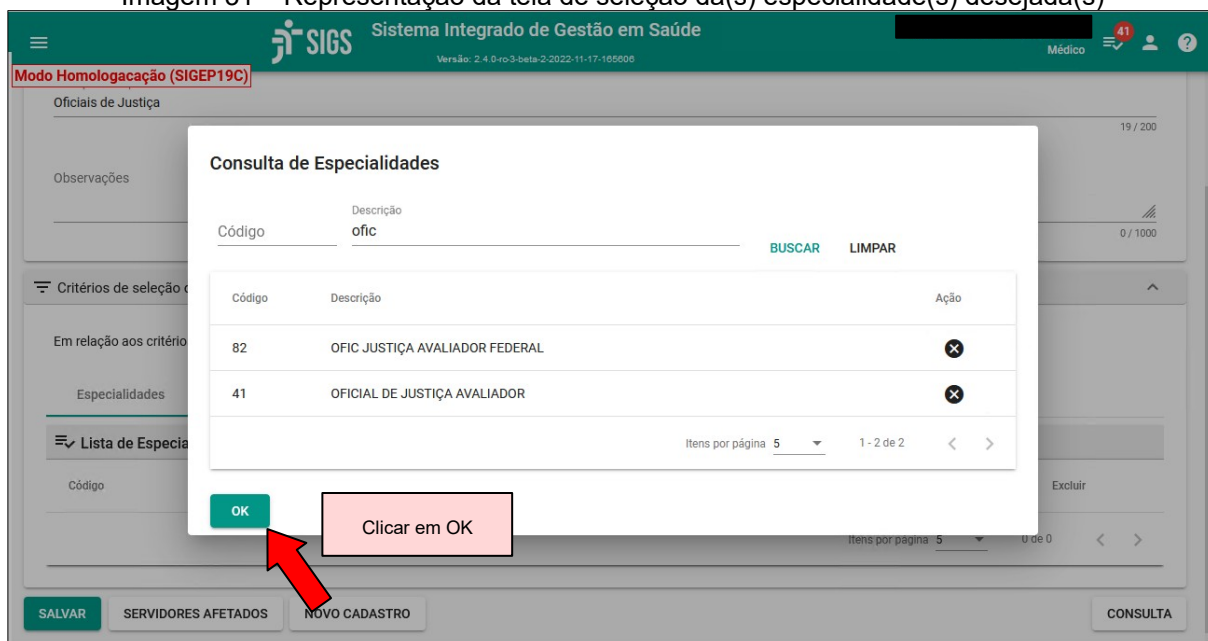 Imagem 31 – Representação da tela de seleção da(s) especialidade(s) desejada(s)
SIGS
Sistema Integrado de Gestão em Saúde
Versão: 2.4.0-ro-3-beta-2-2022-11-17-165606
Médico
41
Modo Homologacação (SIGEP19C)
Oficiais de Justiça
19 / 200
Observações
0 / 1000
Critérios de seleção
Em relação aos critério
Especialidades
Lista de Especia
Código
Excluir
Itens por página 5
0 de 0
Consulta de Especialidades
Código
Descrição
ofic
BUSCAR
LIMPAR
Código Descrição Ação
82 OFIC JUSTIÇA AVALIADOR FEDERAL
41 OFICIAL DE JUSTIÇA AVALIADOR
Itens por página 5 1 - 2 de 2
OK
Clicar em OK
SALVAR SERVIDORES AFETADOS NOVO CADASTRO CONSULTA